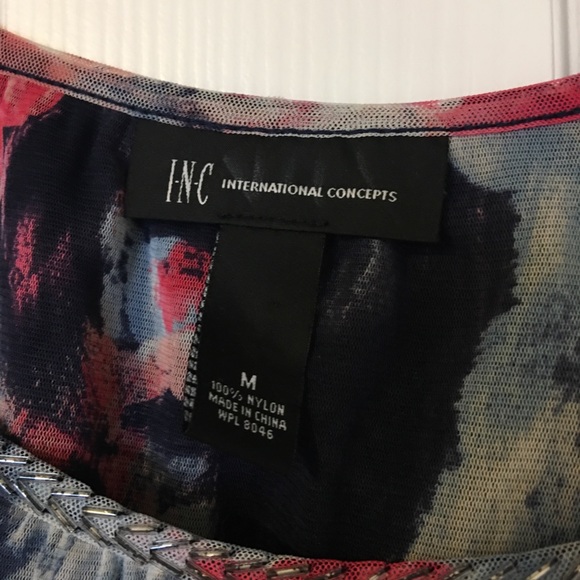 I·N·C INTERNATIONAL CONCEPTS
M
100% NYLON
MADE IN CHINA
WPL 8046